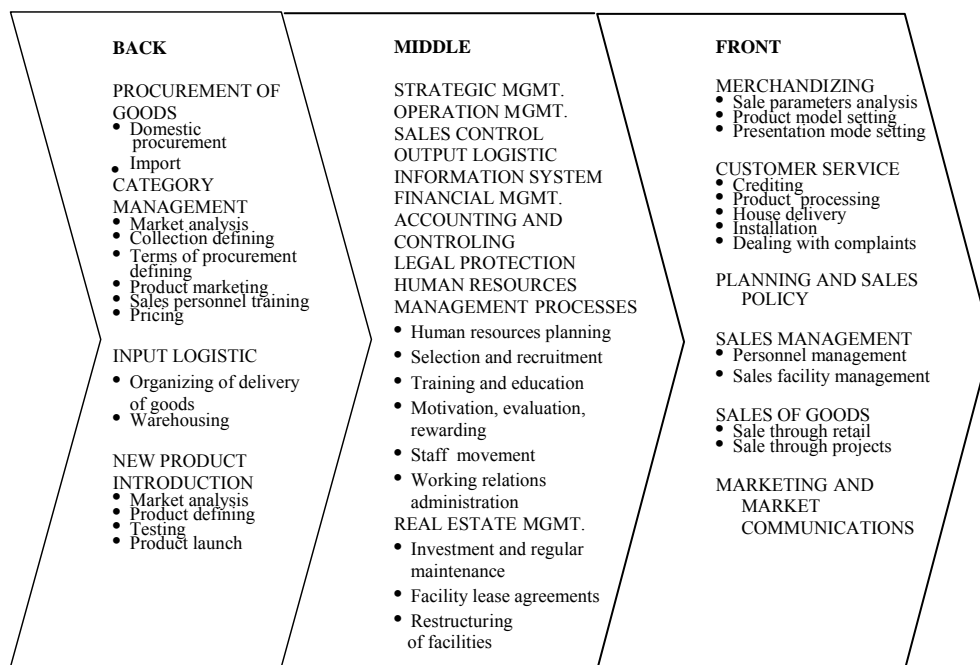 BACK
PROCUREMENT OF
GOODS
• Domestic
procurement
• Import
CATEGORY
MANAGEMENT
• Market analysis
• Collection defining
• Terms of procurement
defining
• Product marketing
• Sales personnel training
• Pricing
INPUT LOGISTIC
• Organizing of delivery
of goods
• Warehousing
NEW PRODUCT
INTRODUCTION
• Market analysis
• Product defining
• Testing
• Product launch
MIDDLE
STRATEGIC MGMT.
OPERATION MGMT.
SALES CONTROL
OUTPUT LOGISTIC
INFORMATION SYSTEM
FINANCIAL MGMT.
ACCOUNTING AND
CONTROLING
LEGAL PROTECTION
HUMAN RESOURCES
MANAGEMENT PROCESSES
• Human resources planning
• Selection and recruitment
• Training and education
• Motivation, evaluation,
rewarding
• Staff movement
• Working relations
administration
REAL ESTATE MGMT.
• Investment and regular
maintenance
• Facility lease agreements
• Restructuring
of facilities
FRONT
MERCHANDIZING
• Sale parameters analysis
• Product model setting
• Presentation mode setting
CUSTOMER SERVICE
• Crediting
• Product processing
• House delivery
• Installation
• Dealing with complaints
PLANNING AND SALES
POLICY
SALES MANAGEMENT
• Personnel management
• Sales facility management
SALES OF GOODS
• Sale through retail
• Sale through projects
MARKETING AND
MARKET
COMMUNICATIONS